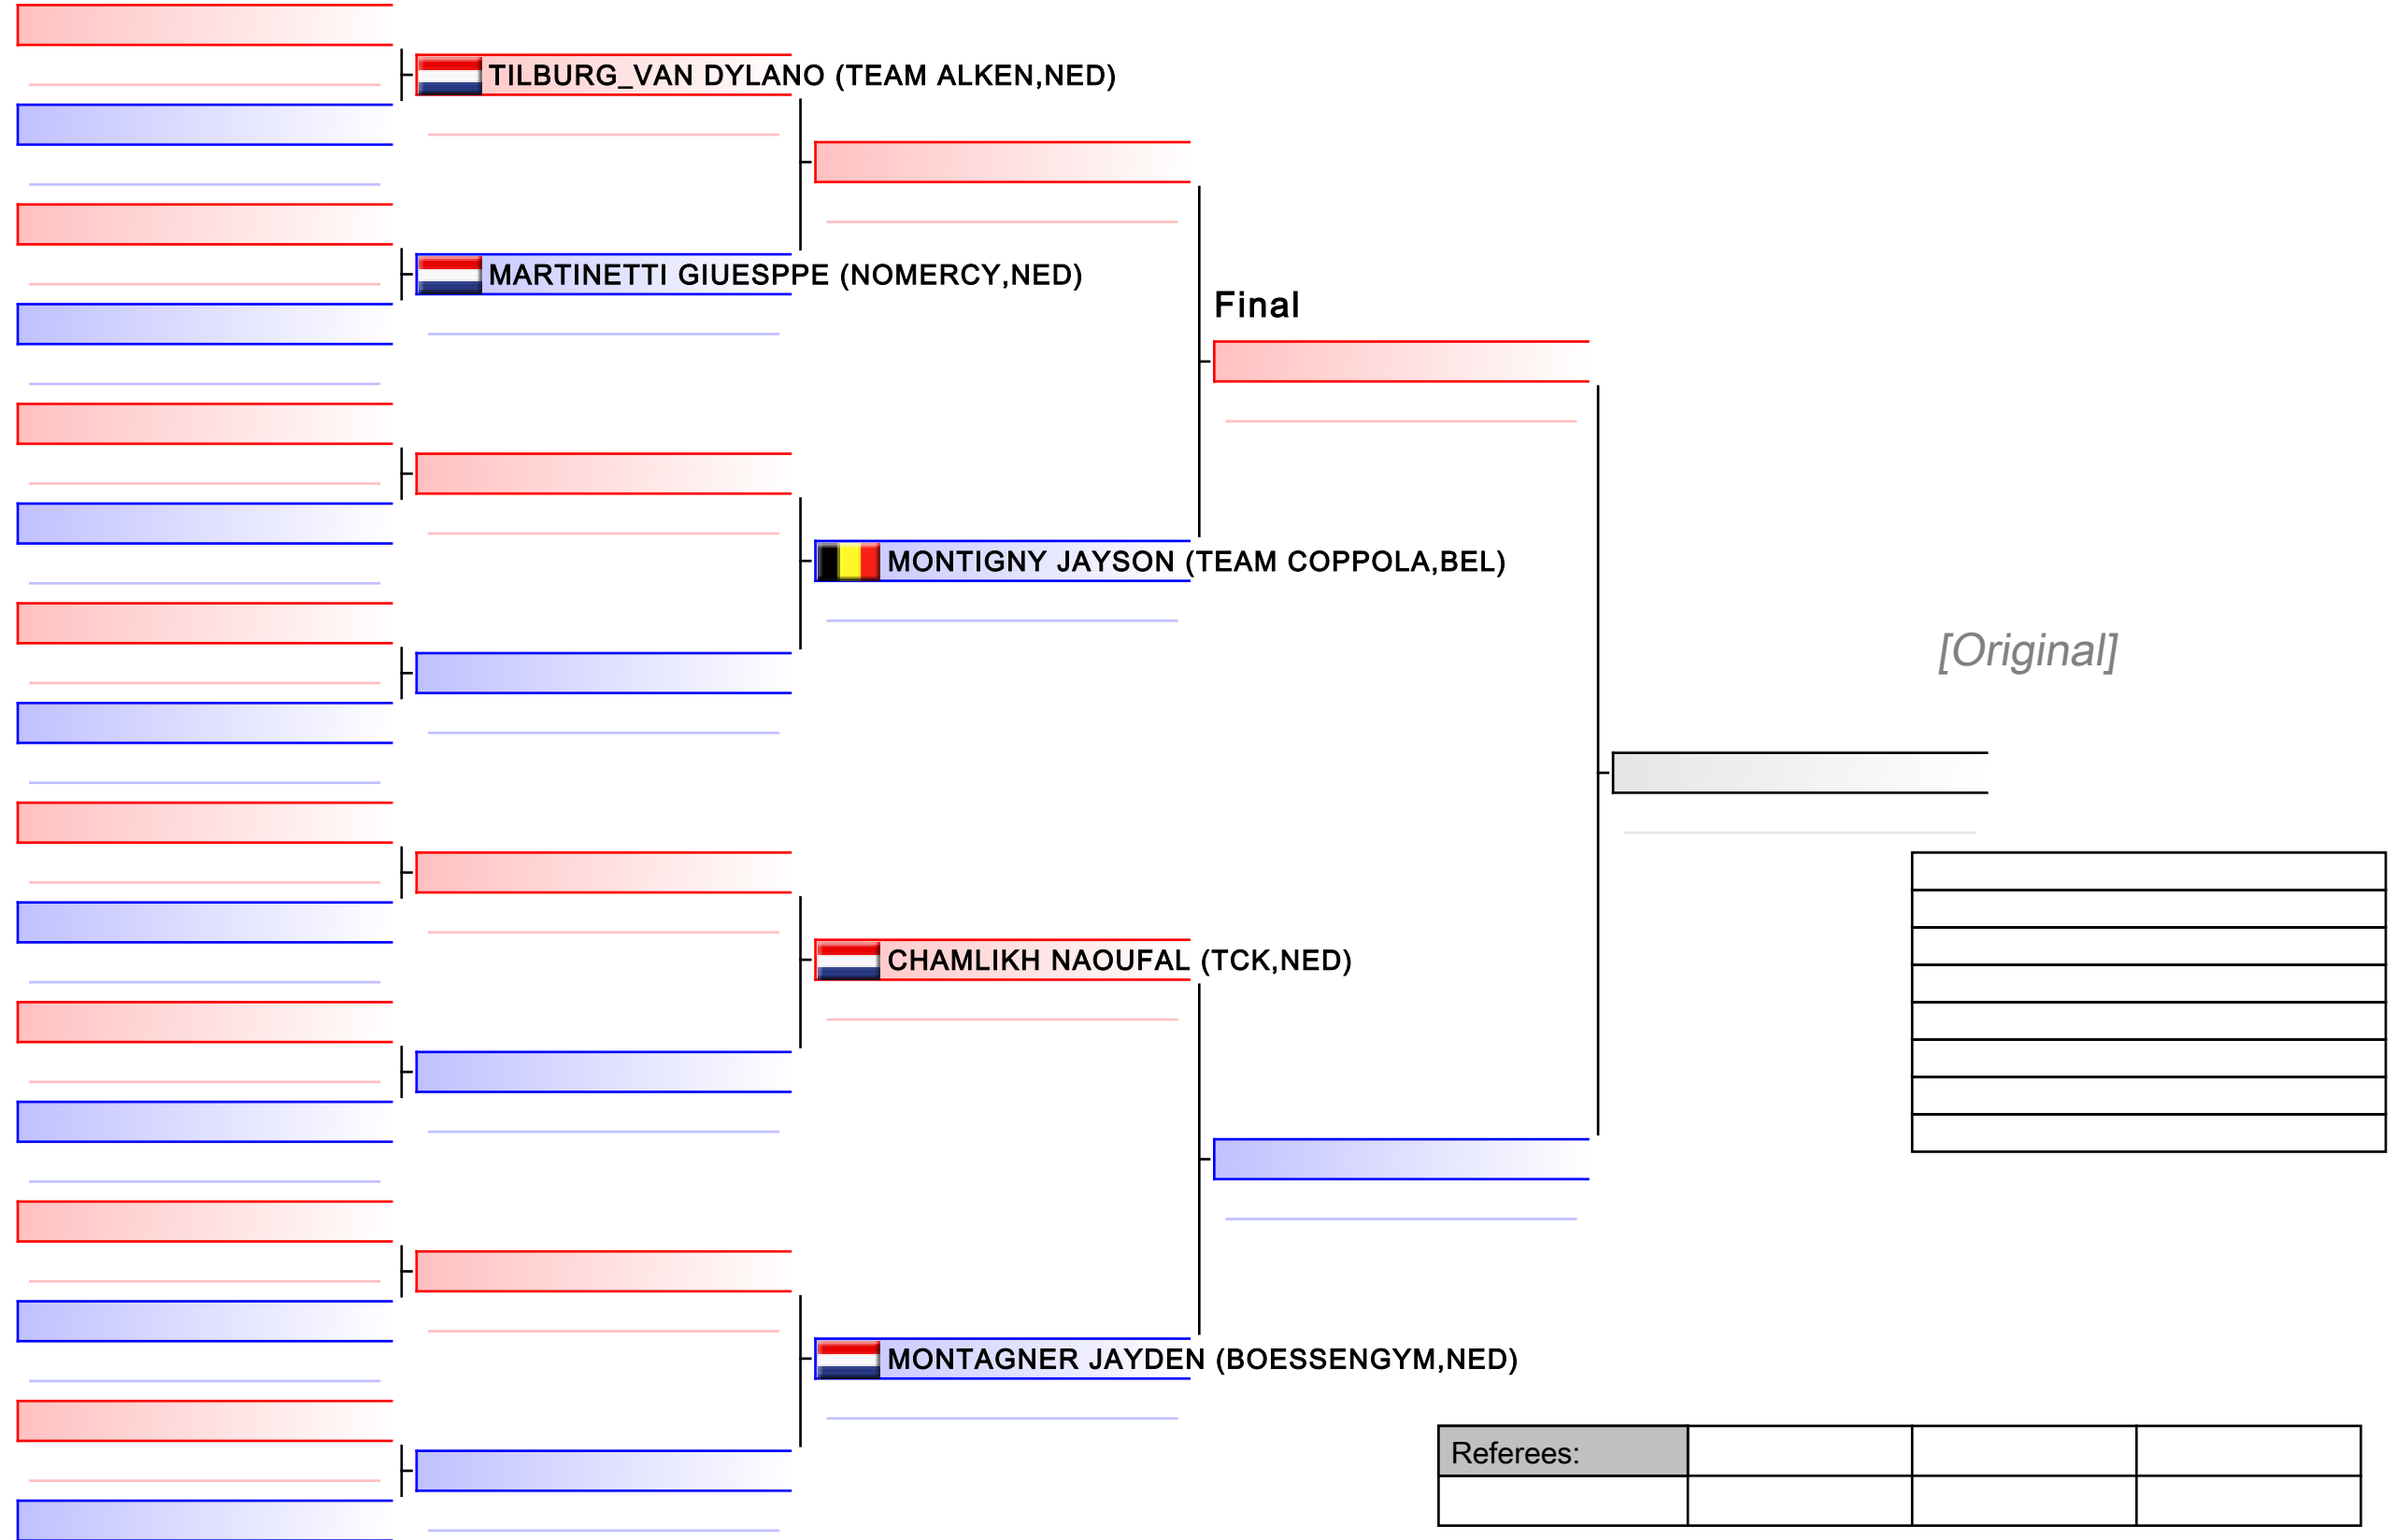 TILBURG_VAN DYLANO (TEAM ALKEN,NED)
MARTINETTI GIUESPPE (NOMERCY,NED)
Final
MONTIGNY JAYSON (TEAM COPPOLA,BEL)
[Original]
CHAMLIKH NAOUFAL (TCK,NED)
MONTAGNER JAYDEN (BOESSENGYM,NED)
Referees: